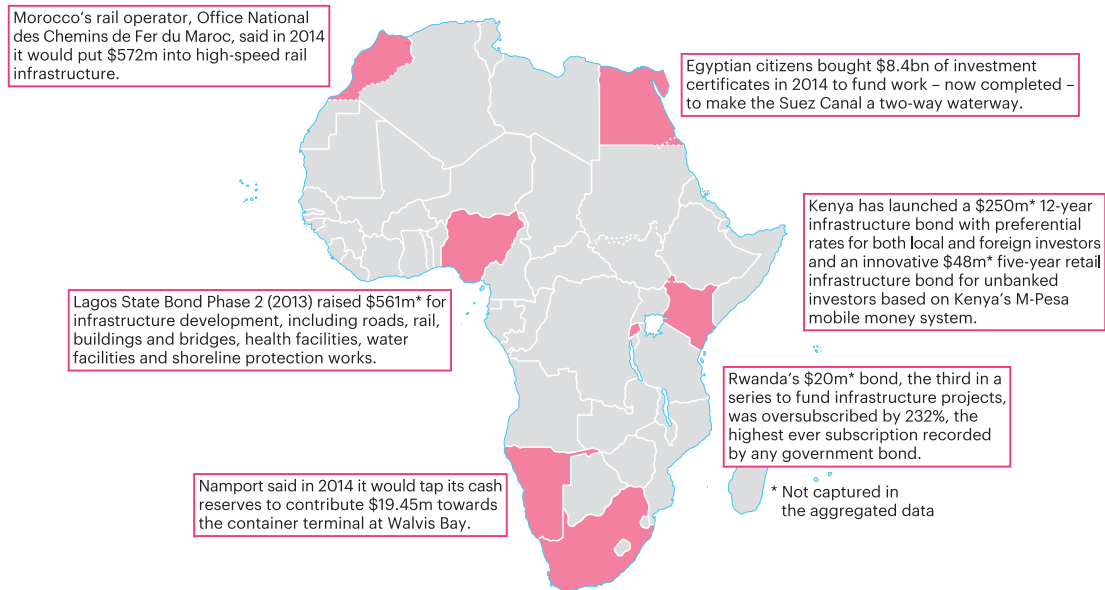 Morocco’s rail operator, Office National
des Chemins de Fer du Maroc, said in 2014
it would put $572m into high-speed rail
infrastructure.
Egyptian citizens bought $8.4bn of investment
certificates in 2014 to fund work – now completed –
to make the Suez Canal a two-way waterway.
Kenya has launched a $250m* 12-year
infrastructure bond with preferential
rates for both local and foreign investors
and an innovative $48m* five-year retail
infrastructure bond for unbanked
investors based on Kenya’s M-Pesa
mobile money system.
Lagos State Bond Phase 2 (2013) raised $561m* for
infrastructure development, including roads, rail,
buildings and bridges, health facilities, water
facilities and shoreline protection works.
Rwanda’s $20m* bond, the third in a
series to fund infrastructure projects,
was oversubscribed by 232%, the
highest ever subscription recorded
by any government bond.
Namport said in 2014 it would tap its cash
reserves to contribute $19.45m towards
the container terminal at Walvis Bay.
* Not captured in
the aggregated data